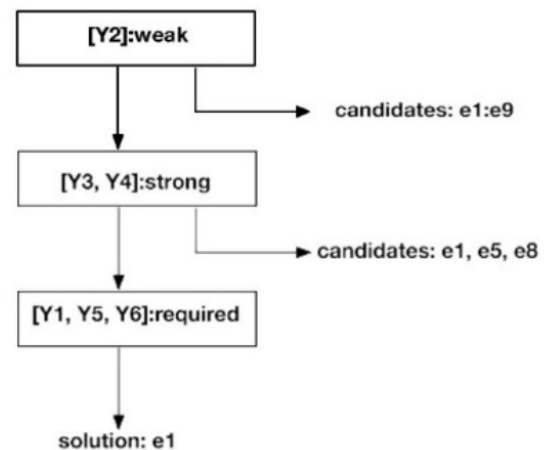 [Y2]:weak
candidates: e1:e9
[Y3, Y4]:strong
candidates: e1, e5, e8
[Y1, Y5, Y6]:required
solution: e1